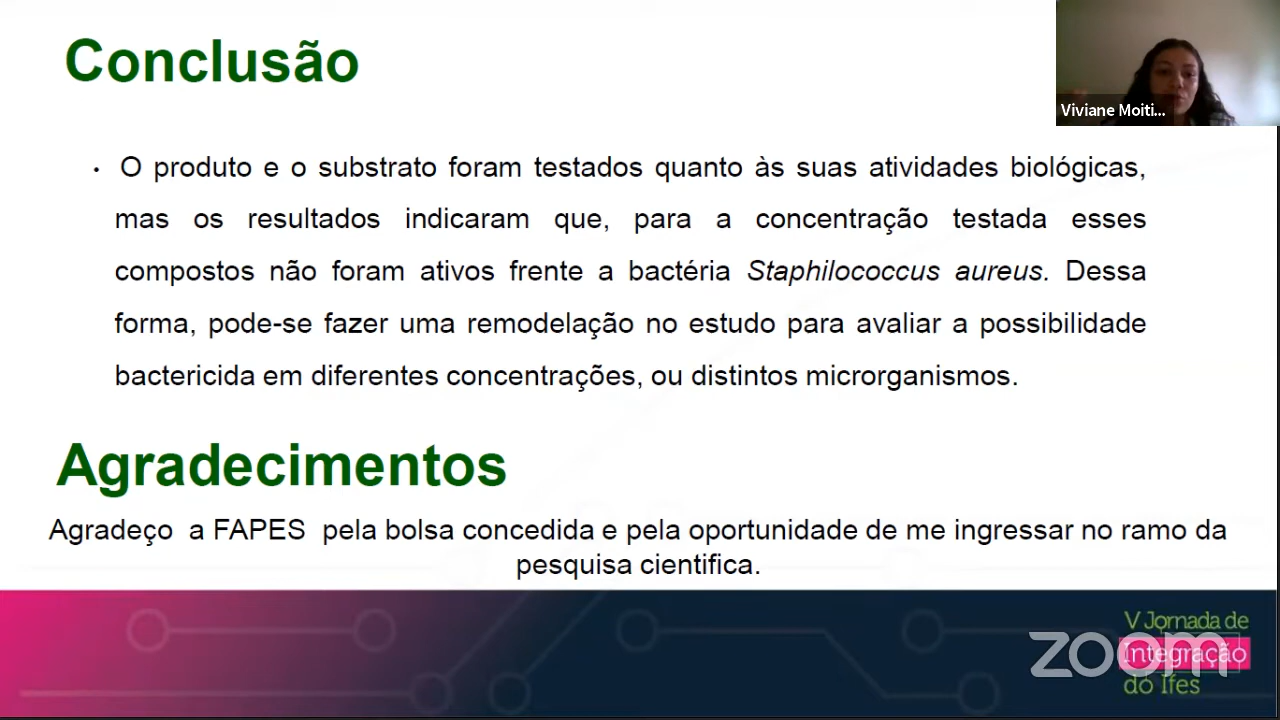 Conclusão
Viviane Moiti...
• O produto e o substrato foram testados quanto às suas atividades biológicas,
mas os resultados indicaram que, para a concentração testada esses
compostos não foram ativos frente a bactéria Staphilococcus aureus. Dessa
forma, pode-se fazer uma remodelação no estudo para avaliar a possibilidade
bactericida em diferentes concentrações, ou distintos microrganismos.
Agradecimentos
Agradeço a FAPES pela bolsa concedida e pela oportunidade de me ingressar no ramo da
pesquisa cientifica.
V Jornada de
Integração
do Ifes
zoom